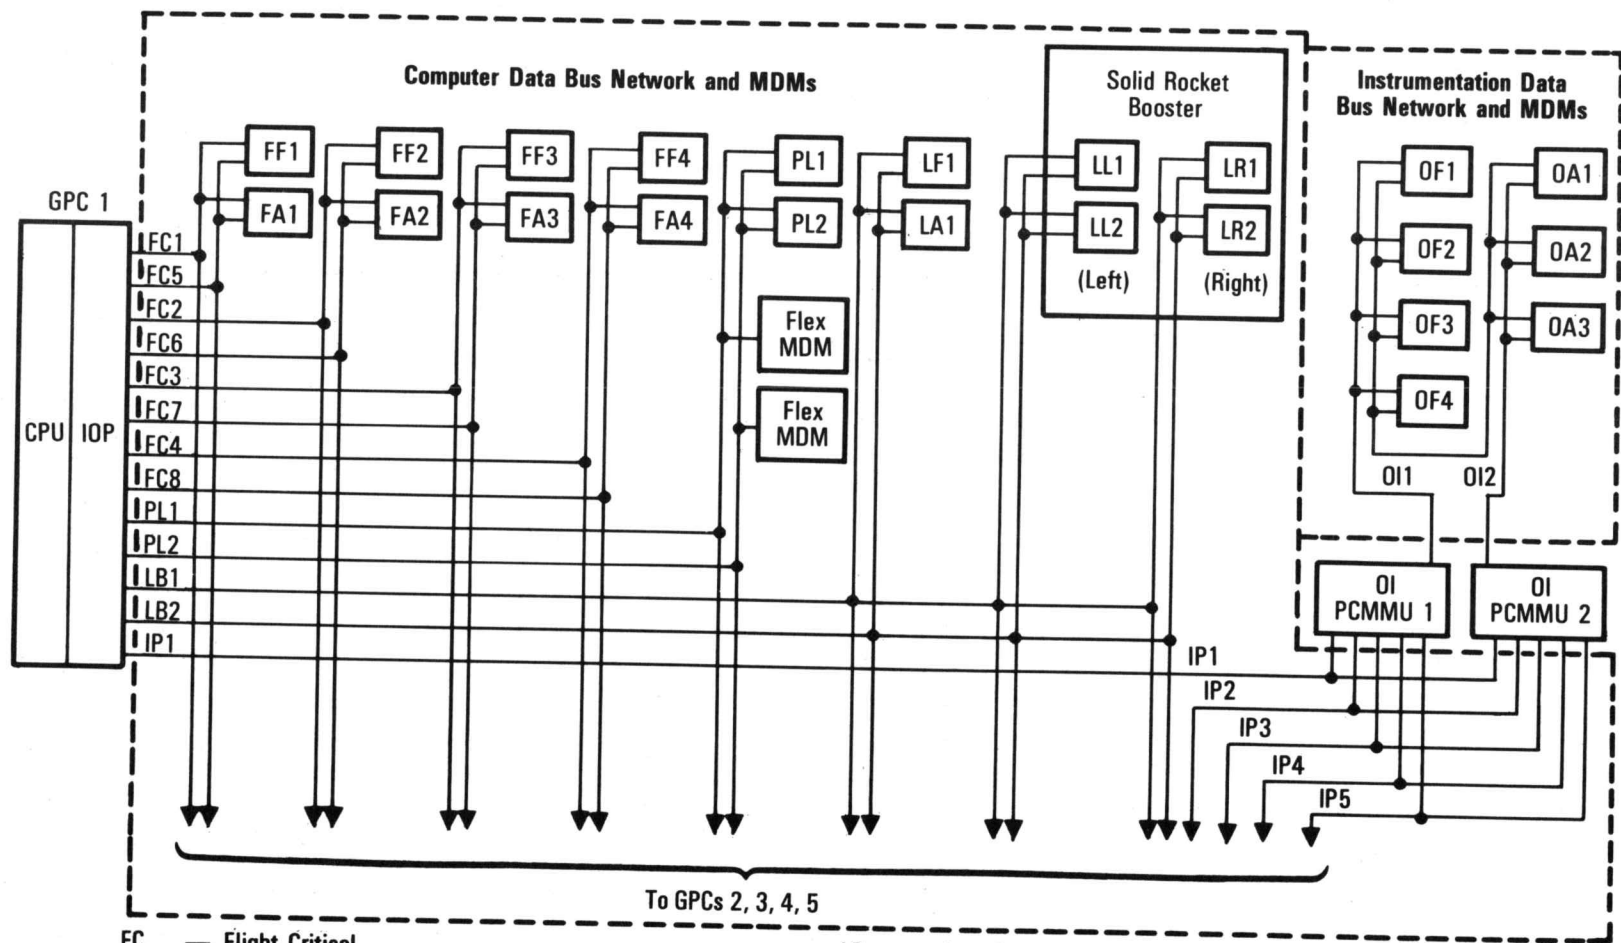 Computer Data Bus Network and MDMs
Solid Rocket
Booster
Instrumentation Data
Bus Network and MDMs
FF1
FF2
FF3
FF4
PL1
LF1
LL1
LR1
OF1
OA1
FA1
FA2
FA3
FA4
PL2
LA1
LL2
LR2
OF2
OA2
(Left)
(Right)
OF3
OA3
OF4
Flex
MDM
Flex
MDM
GPC 1
CPU
IOP
FC1
FC5
FC2
FC6
FC3
FC7
FC4
FC8
PL1
PL2
LB1
LB2
IP1
OI1
OI2
OI
PCMMU 1
OI
PCMMU 2
IP1
IP2
IP3
IP4
IP5
To GPCs 2, 3, 4, 5
FC — Flight Critical